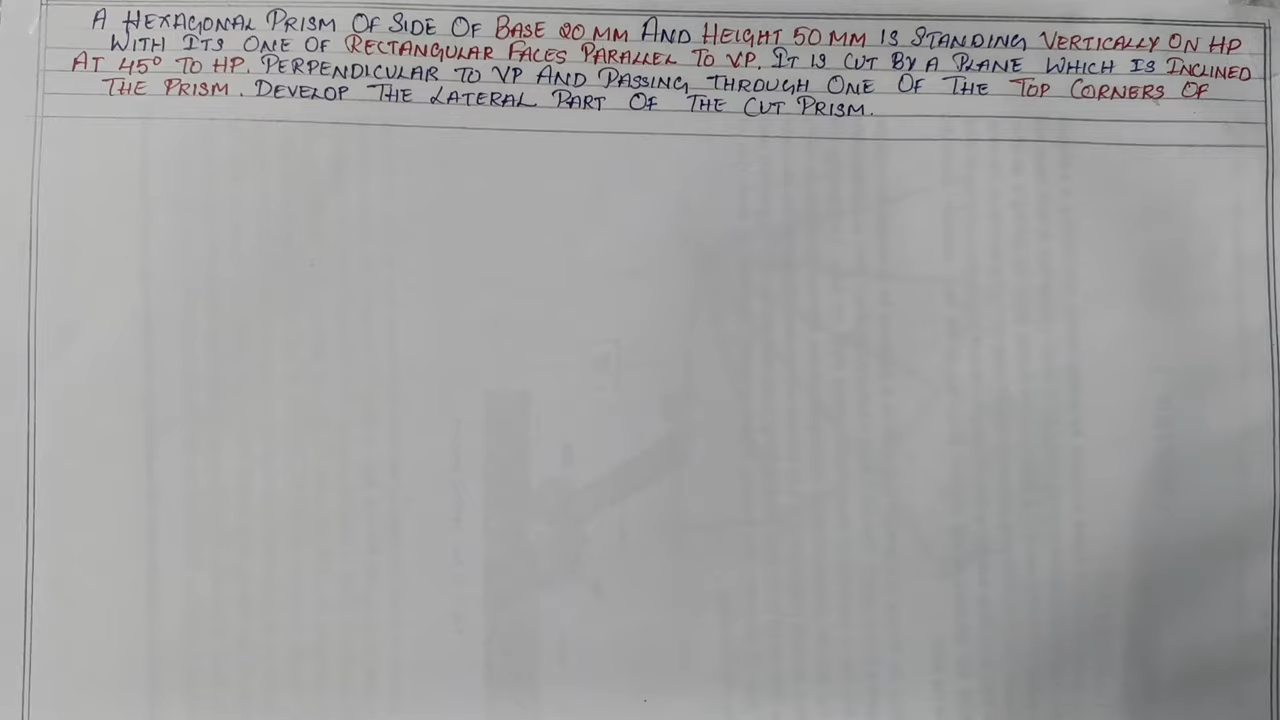 A HEXAGONAL PRISM OF SIDE OF BASE 20 MM AND HEIGHT 50 MM IS STANDING VERTICALLY ON HP
WITH ITS ONE OF RECTANGULAR FACES PARALLEL TO VP. IT IS CUT BY A PLANE WHICH IS INCLINED
AT 45° TO HP. PERPENDICULAR TO VP AND PASSING THROUGH ONE OF THE TOP CORNERS OF
THE PRISM. DEVELOP THE LATERAL PART OF THE CUT PRISM.